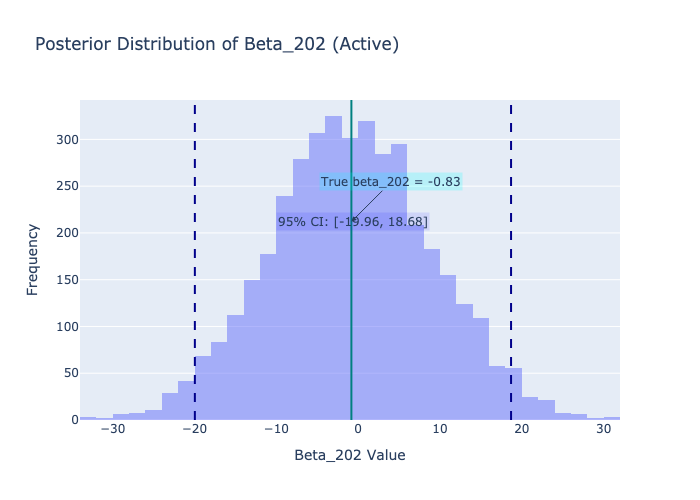 Posterior Distribution of Beta_202 (Active)
300
250
200
150
100
50
0
Frequency
True beta_202 = -0.83
95% CI: [-19.96, 18.68]
−30
−20
−10
0
10
20
30
Beta_202 Value